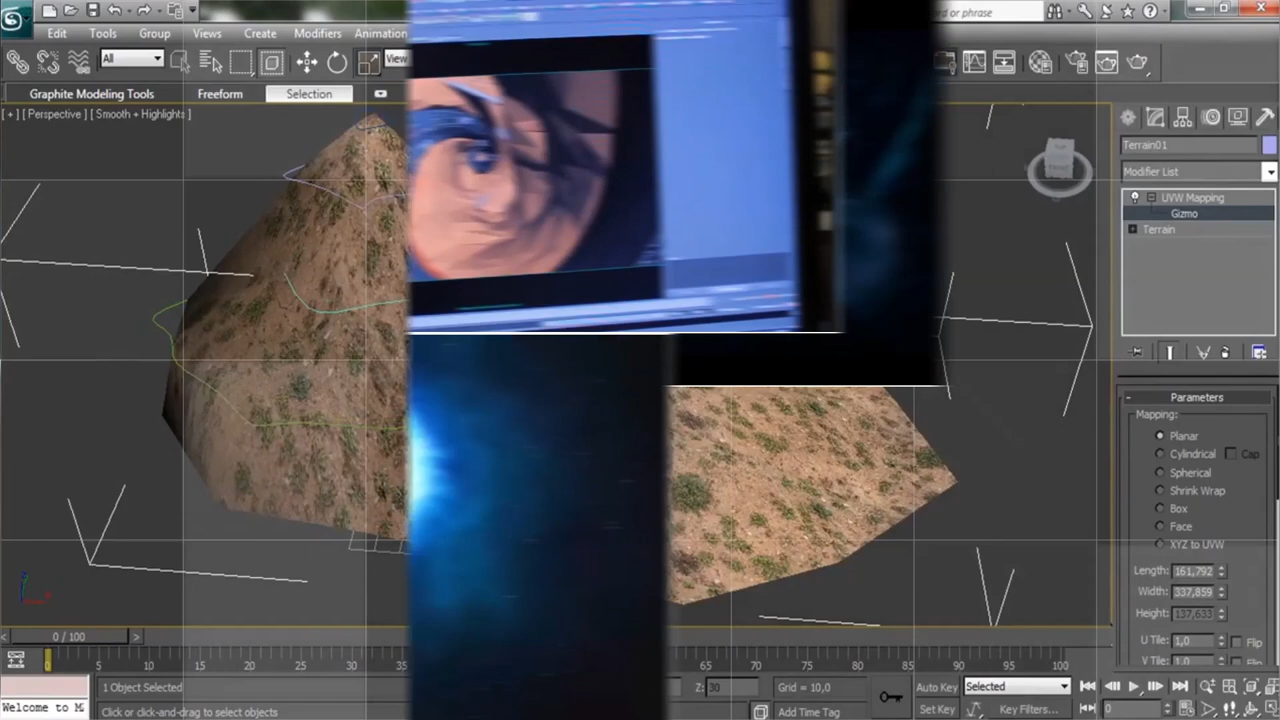 d or phrase
Edit Tools Group Views Create Modifiers Animation
All
View
Graphite Modeling Tools Freeform Selection
[ + ] [ Perspective ] [ Smooth + Highlights ]
Terrain01
Modifier List
UVW Mapping
Gizmo
Terrain
Parameters
Mapping:
Planar
Cylindrical Cap
Spherical
Shrink Wrap
Box
Face
XYZ to UVW
Length: 161,792
Width: 337,859
Height: 137,633
U Tile: 1,0 Flip
V Tile: 1,0 Flip
0 / 100
0 5 10 15 20 25 30 35 65 70 75 80 85 90 95 100
1 Object Selected Z: 30 Grid = 10,0 Auto Key Selected
Welcome to M Click or click-and-drag to select objects Add Time Tag Set Key Key Filters... 0